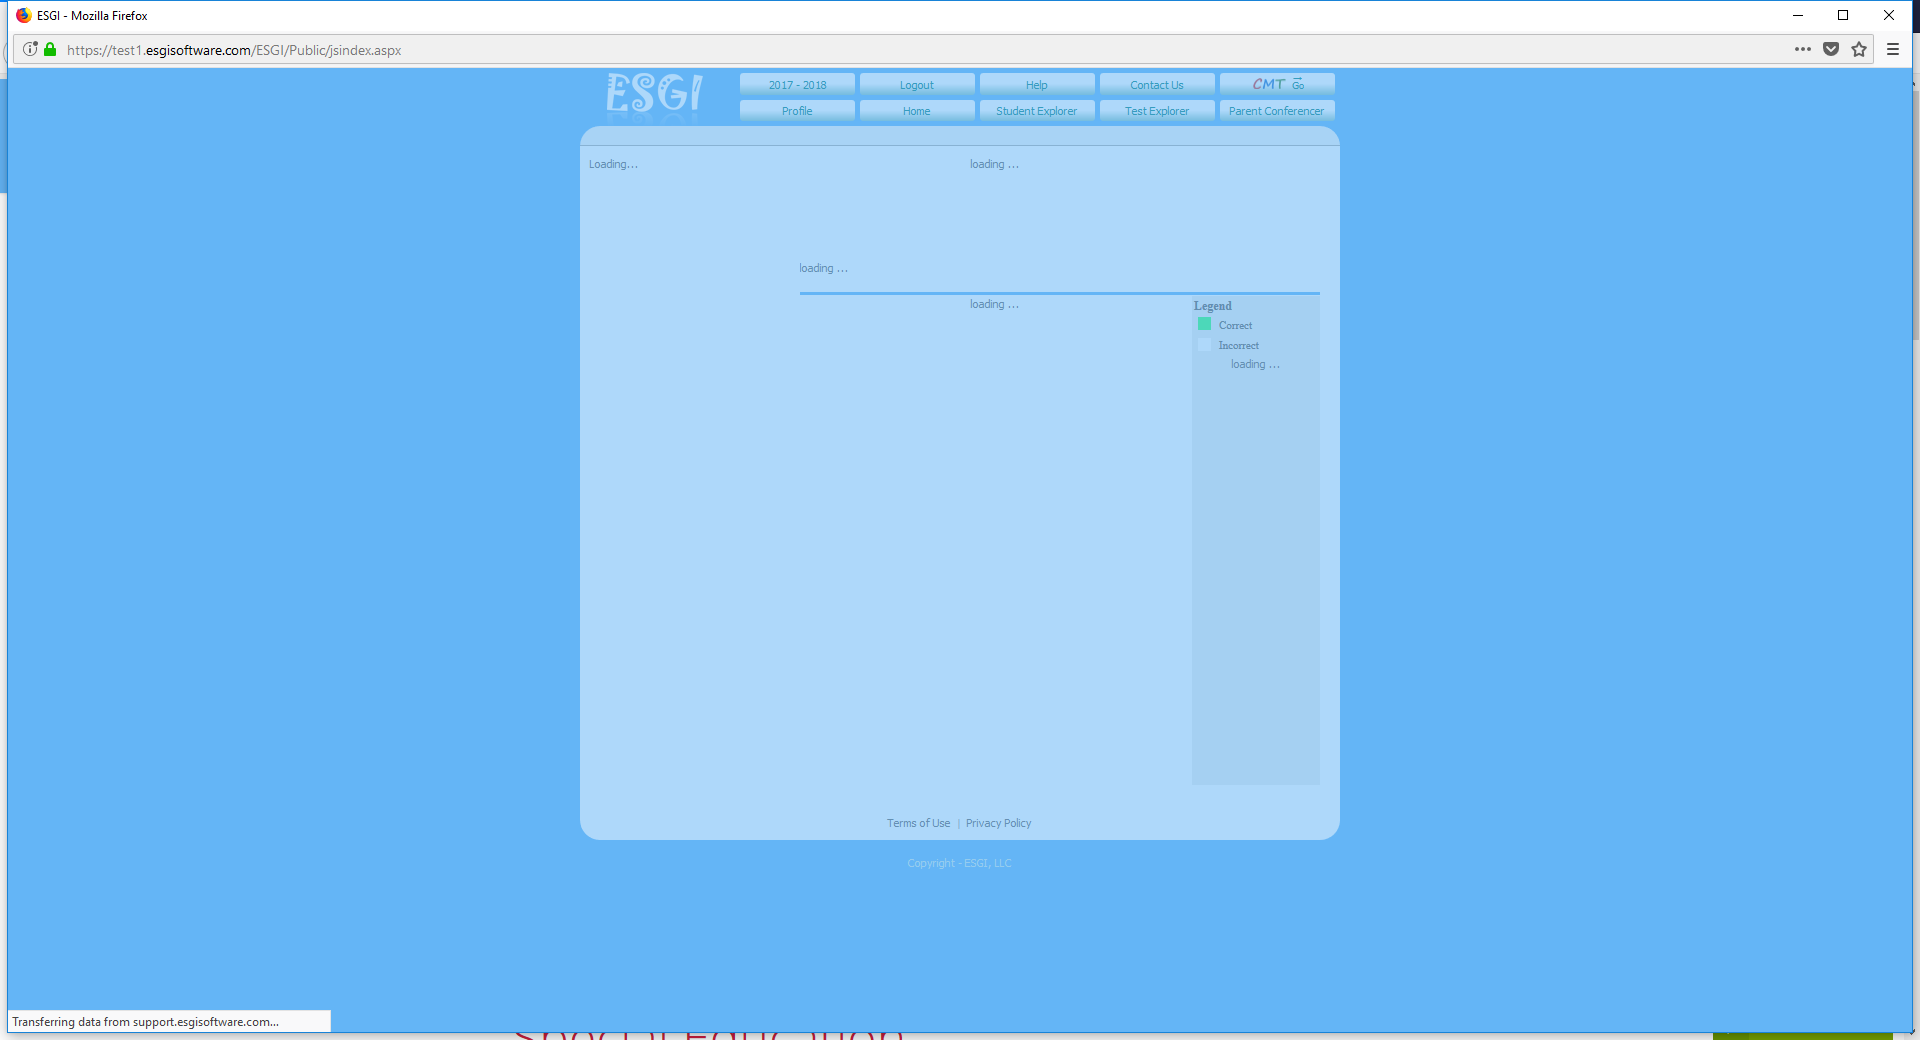 ESGI - Mozilla Firefox
https://test1.esgisoftware.com/ESGI/Public/jsindex.aspx
ESGI
2017 - 2018 Logout Help Contact Us CMT Go
Profile Home Student Explorer Test Explorer Parent Conferencer
Loading... loading ...
loading ...
loading ... Legend
Correct
Incorrect
loading ...
Terms of Use | Privacy Policy
Copyright - ESGI, LLC
Transferring data from support.esgisoftware.com...
Special Education